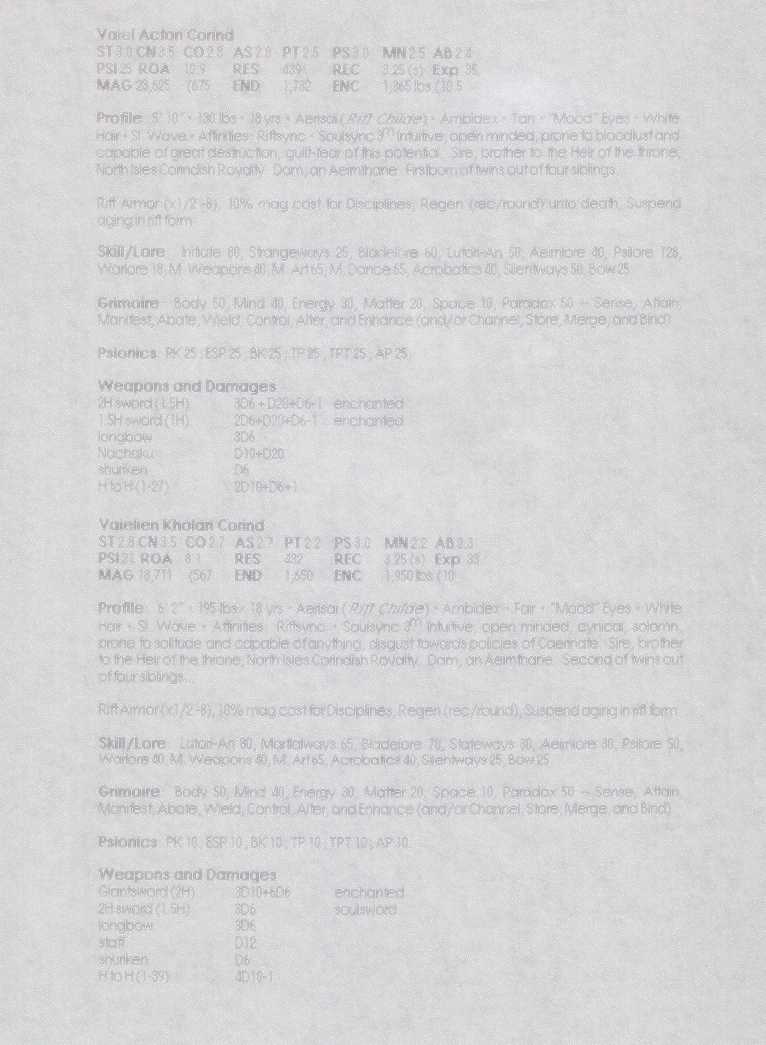 Vatel Acton Corind
ST 3.0 CN 3.5 CO 2.8 AS 2.8 PT 2.5 PS 3.0 MN 2.5 AB 2.4
PSI 25 ROA 10.9 RES 439 REC 3.25 (s) Exp 35
MAG 23,625 (675 END 1,732 ENC 1,365 lbs (10.5
Profile: 5' 10" • 130 lbs • 18 yrs • Aerisai (Rift Childe) • Ambidex • Tan • "Mood" Eyes • White
Hair • Sl. Wave • Affinities: Riftsync • Soulsync 3rd Intuitive, open minded, prone to bloodlust and
capable of great destruction, guilt-fear of this potential. Sire, brother to the Heir of the throne,
North Isles Corindish Royalty. Dam, an Aeirnthane. Firstborn of twins out of four siblings.
Rift Armor (x1/2 -8), 10% mag cost for Disciplines, Regen (rec/round) unto death, Suspend
aging in rift form.
Skill/Lore: Initiate 80, Strangeways 25, Bladelore 60, Lutari-An 50, Aeirnlore 40, Psilore 128,
Warlore 18, M. Weapons 40, M. Art 65, M. Dance 65, Acrobatics 40, Silentways 50, Bow 25
Grimoire: Body 50, Mind 40, Energy 30, Matter 20, Space 10, Paradox 50 -- Sense, Attain,
Manifest, Abate, Wield, Control, Alter, and Enhance (and/or Channel, Store, Merge, and Bind)
Psionics: PK 25; ESP 25; BK 25; TP 25; TPT 25; AP 25;
Weapons and Damages
2H sword (1.5H) 3D6 + D20+D6-1 enchanted
1.5H sword (1H) 2D6+D20+D6-1 enchanted
longbow 3D6
Nachaku D10+D20
shuriken D6
H to H (1-27) 2D10+D6+1
Vatelien Kholan Corind
ST 2.8 CN 3.5 CO 2.7 AS 2.7 PT 2.2 PS 3.0 MN 2.2 AB 2.3
PSI 21 ROA 8.1 RES 432 REC 3.25 (s) Exp 33
MAG 18,711 (567 END 1,650 ENC 1,950 lbs (10
Profile: 6' 2" • 195 lbs • 18 yrs • Aerisai (Rift Childe) • Ambidex • Fair • "Mood" Eyes • White
Hair • Sl. Wave • Affinities: Riftsync • Soulsync 3rd Intuitive, open minded, cynical, solomn,
prone to solitude and capable of anything, disgust towards policies of Caernate. Sire, brother
to the Heir of the throne, North Isles Corindish Royalty. Dam, an Aeirnthane. Second of twins out
of four siblings...
Rift Armor (x1/2 -8), 10% mag cost for Disciplines, Regen (rec/round), Suspend aging in rift form
Skill/Lore: Lutari-An 80, Martialways 65, Bladelore 70, Stateways 30, Aeirnlore 30, Psilore 50,
Warlore 40, M. Weapons 40, M. Art 65, Acrobatics 40, Silentways 25, Bow 25
Grimoire: Body 50, Mind 40, Energy 30, Matter 20, Space 10, Paradox 50 -- Sense, Attain,
Manifest, Abate, Wield, Control, Alter, and Enhance (and/or Channel, Store, Merge, and Bind)
Psionics: PK 10; ESP 10; BK 10; TP 10; TPT 10; AP 10
Weapons and Damages
Giantsword (2H) 3D10+6D6 enchanted
2H sword (1.5H) 3D6 soulsword
longbow 3D6
staff D12
shuriken D6
H to H (1-39) 4D10-1